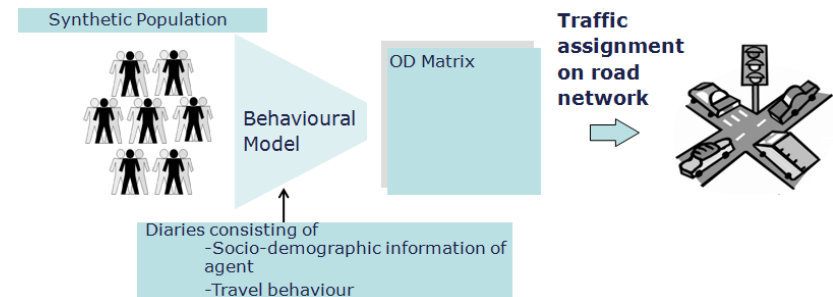 Synthetic Population
Behavioural
Model
OD Matrix
Traffic
assignment
on road
network
Diaries consisting of
-Socio-demographic information of
agent
-Travel behaviour